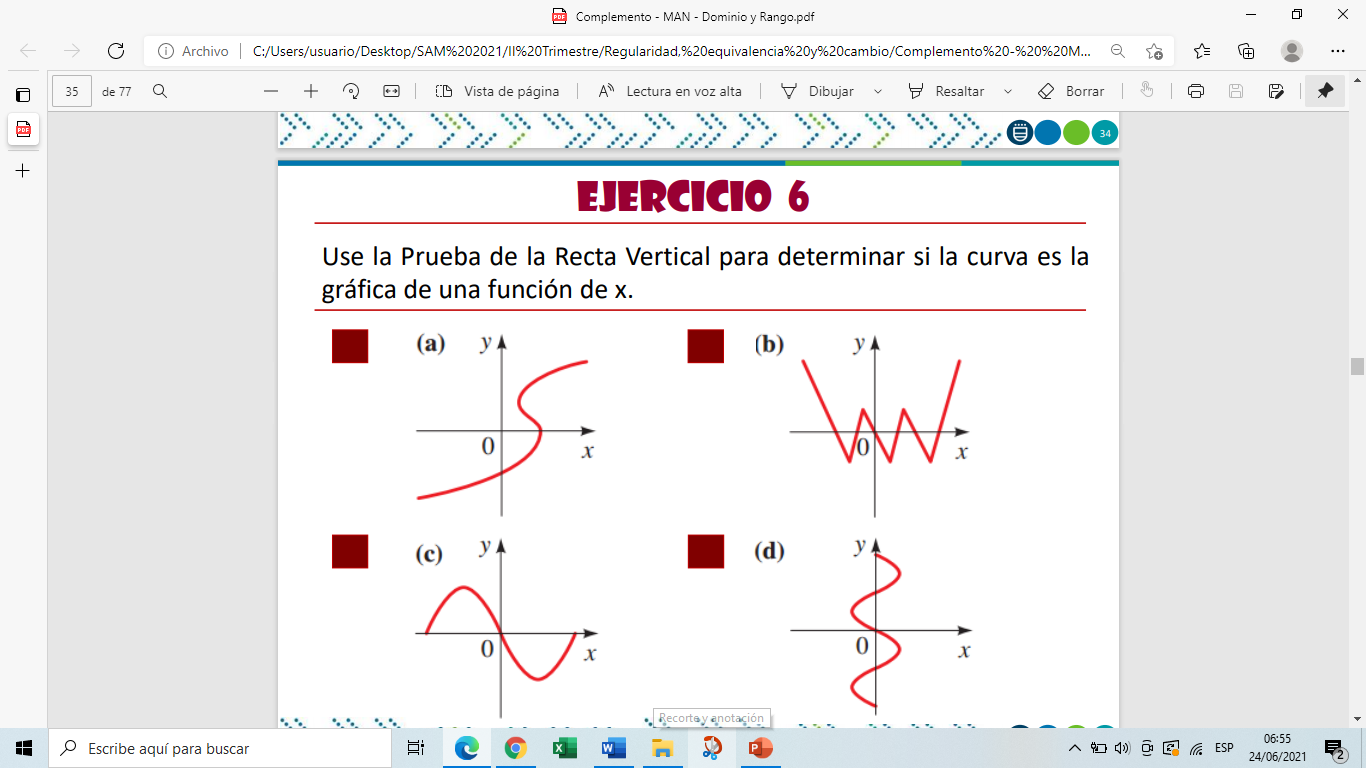 Complemento - MAN - Dominio y Rango.pdf
Archivo
C:/Users/usuario/Desktop/SAM%202021/II%20Trimestre/Regularidad,%20equivalencia%20y%20cambio/Complemento%20-%20%20M...
35 de 77
Vista de página
Lectura en voz alta
Dibujar
Resaltar
Borrar
34
EJERCICIO 6
Use la Prueba de la Recta Vertical para determinar si la curva es la
gráfica de una función de x.
(a) y 0 x
(b) y 0 x
(c) y 0 x
(d) y 0 x
Recorte y anotación
Escribe aquí para buscar
ESP
06:55
24/06/2021
2